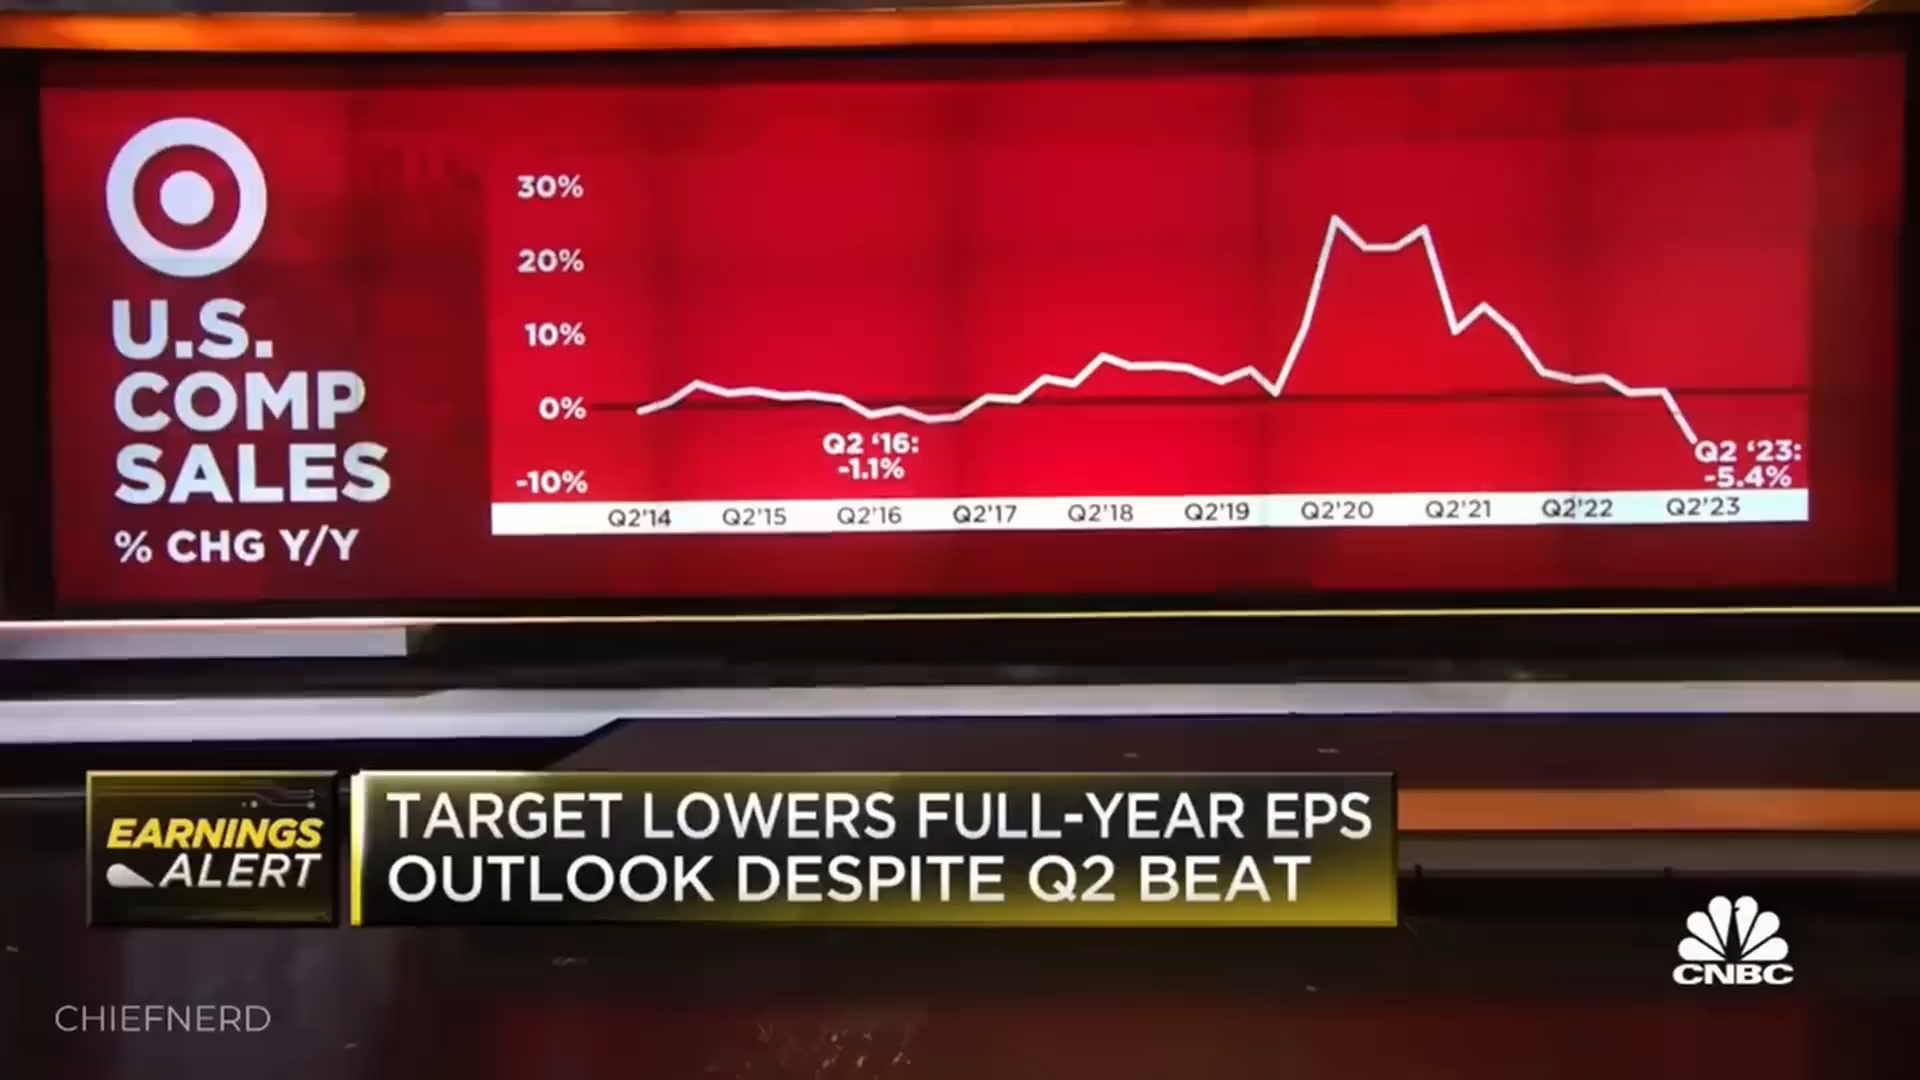 U.S.
COMP
SALES
% CHG Y/Y
30%
20%
10%
0%
-10%
Q2 ‘16:
-1.1%
Q2 ‘23:
-5.4%
Q2’14 Q2’15 Q2’16 Q2’17 Q2’18 Q2’19 Q2’20 Q2’21 Q2’22 Q2’23
EARNINGS
ALERT
TARGET LOWERS FULL-YEAR EPS
OUTLOOK DESPITE Q2 BEAT
CNBC
CHIEFNERD